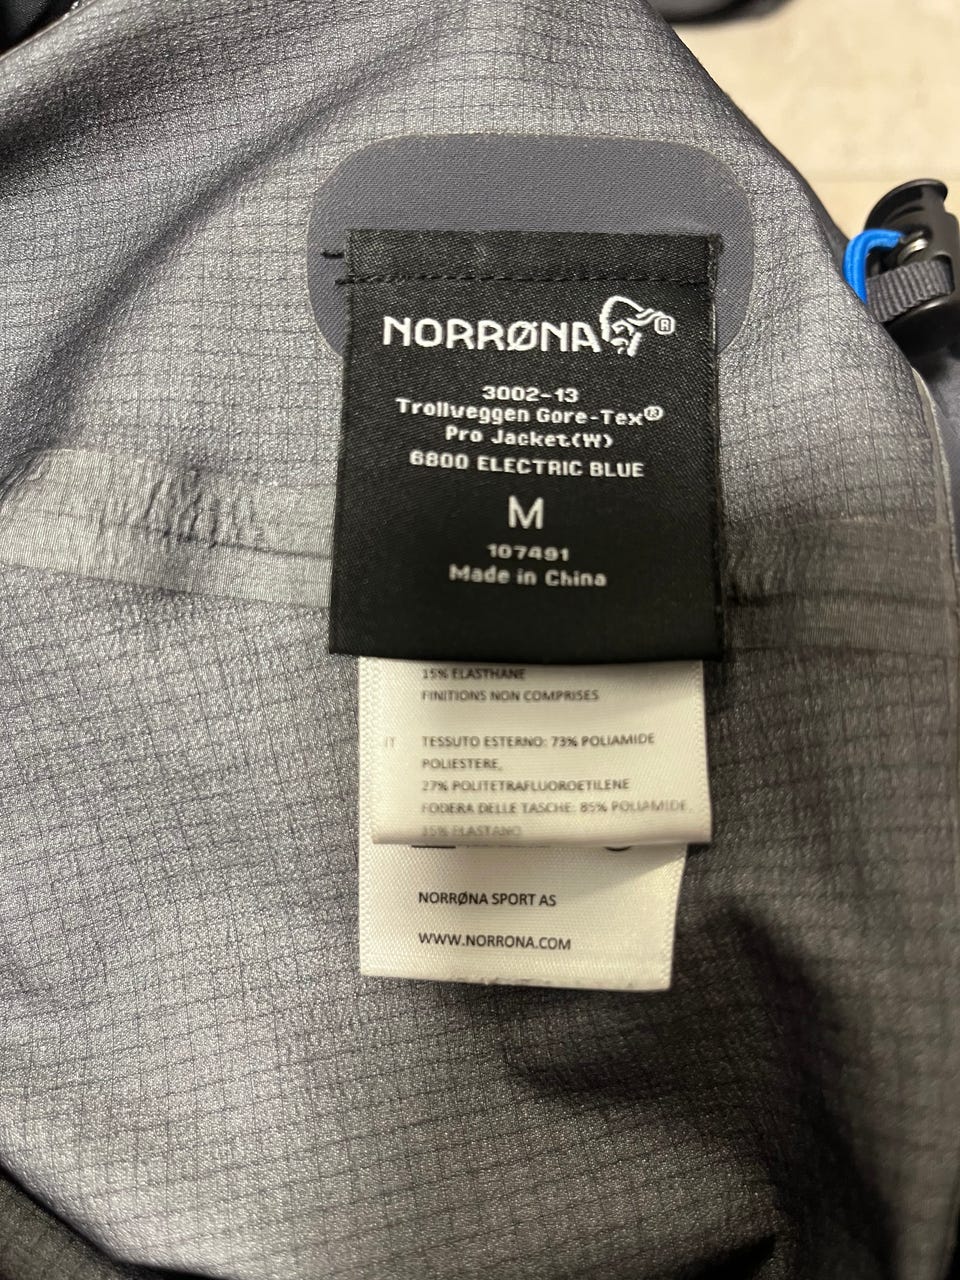 NORRØNA®
3002-13
Trollveggen Gore-Tex®
Pro Jacket(W)
6800 ELECTRIC BLUE
M
107491
Made in China
15% ELASTHANE
FINITIONS NON COMPRISES
IT TESSUTO ESTERNO: 73% POLIAMIDE
POLIESTERE,
27% POLITETRAFLUOROETILENE
FODERA DELLE TASCHE: 85% POLIAMIDE,
15% ELASTANO
NORRØNA SPORT AS
WWW.NORRONA.COM